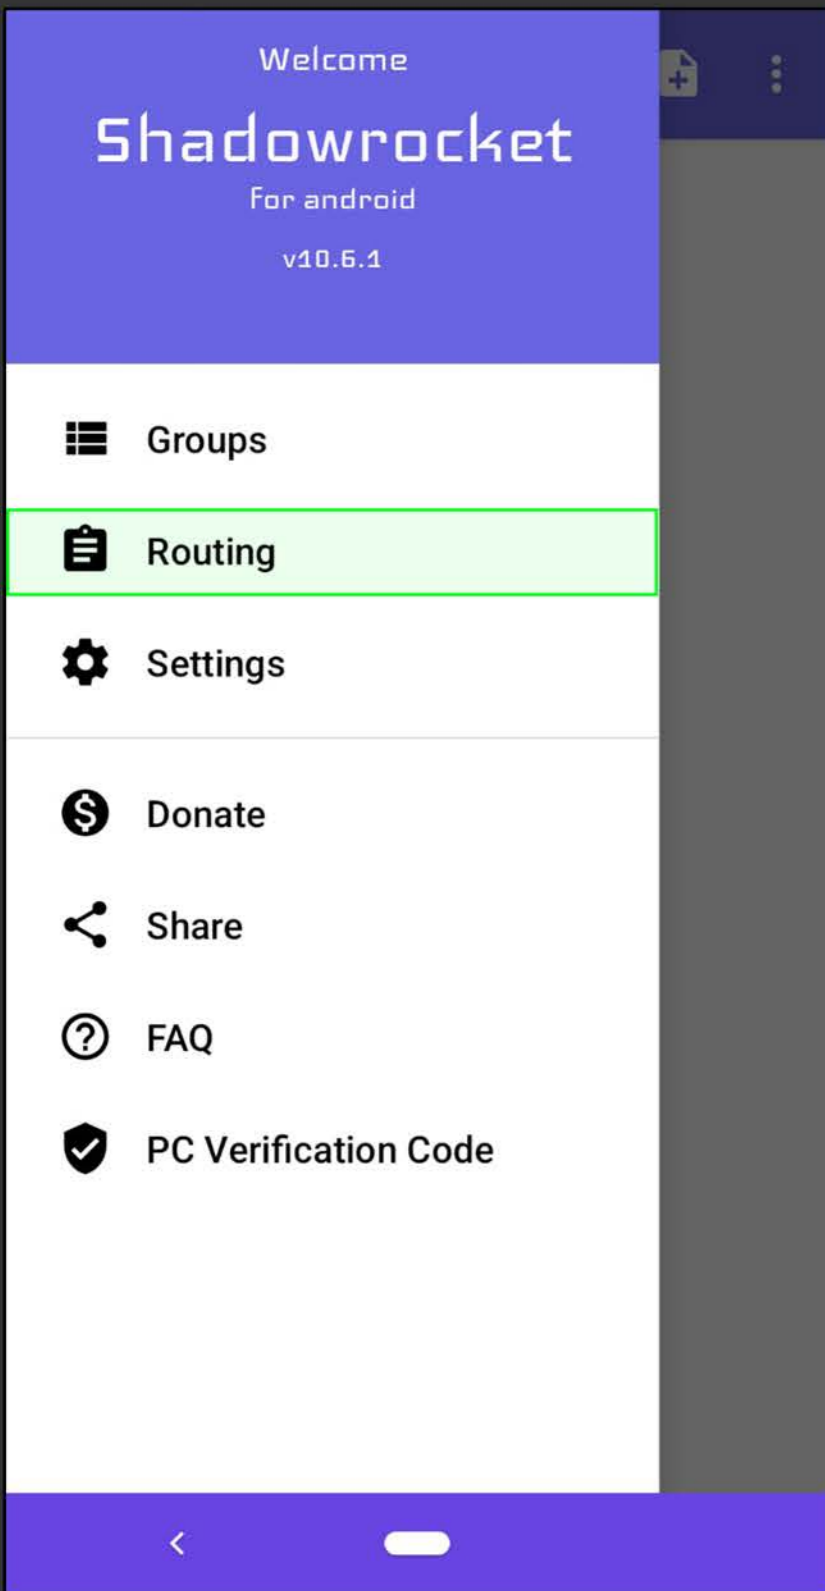 Welcome
Shadowrocket
For android
v10.6.1
Groups
Routing
Settings
Donate
Share
FAQ
PC Verification Code